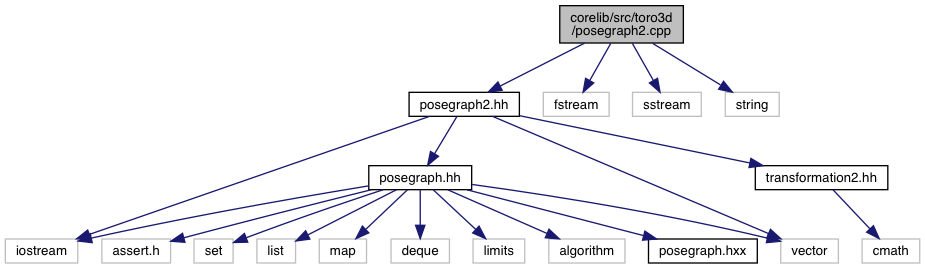 corelib/src/toro3d
/posegraph2.cpp
posegraph2.hh
fstream
sstream
string
posegraph.hh
transformation2.hh
iostream
assert.h
set
list
map
deque
limits
algorithm
posegraph.hxx
vector
cmath